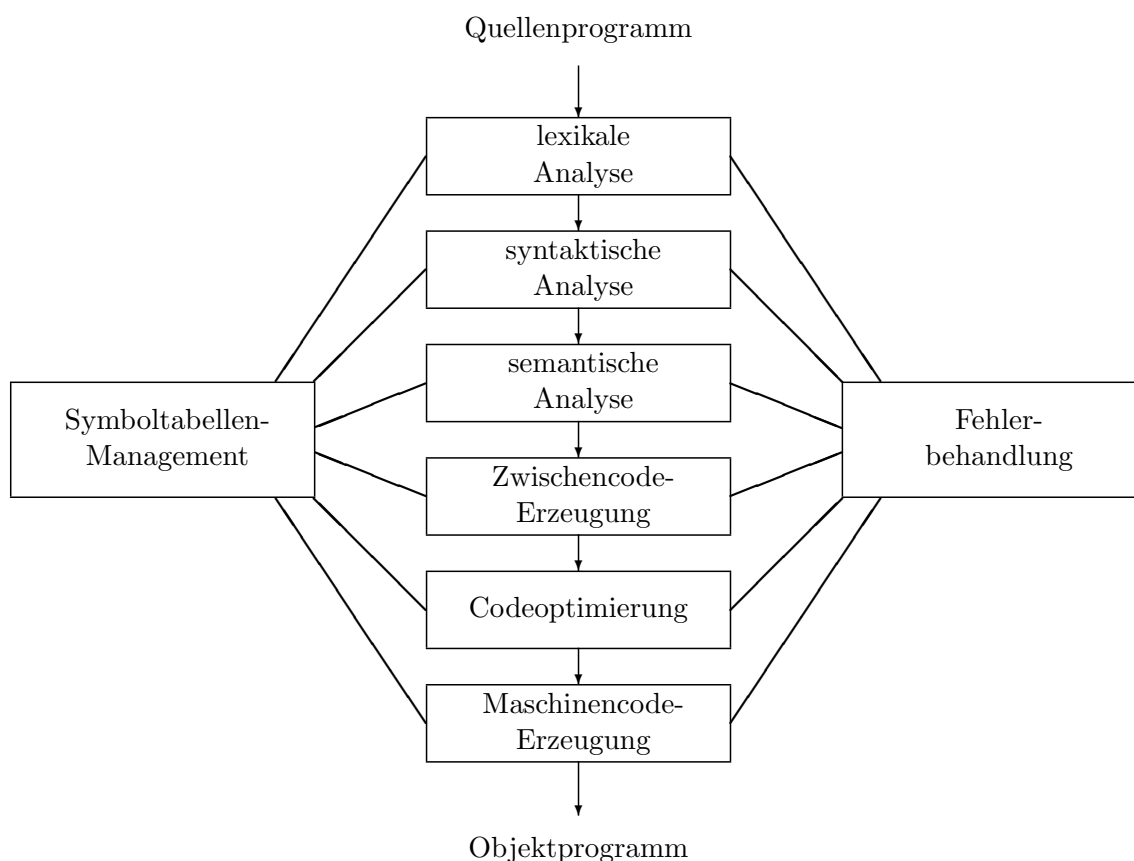 Quellenprogramm
lexikale
Analyse
syntaktische
Analyse
semantische
Analyse
Symboltabellen-
Management
Fehler-
behandlung
Zwischencode-
Erzeugung
Codeoptimierung
Maschinencode-
Erzeugung
Objektprogramm